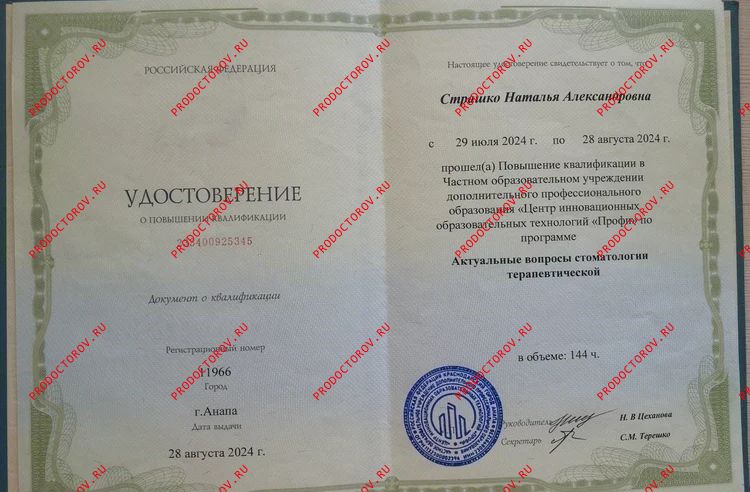 РОССИЙСКАЯ ФЕДЕРАЦИЯ
УДОСТОВЕРЕНИЕ
О ПОВЫШЕНИИ КВАЛИФИКАЦИИ
Документ о квалификации
Регистрационный номер
11966
Город
г.Анапа
Дата выдачи
28 августа 2024 г.
Настоящее удостоверение свидетельствует о том, что
Страшко Наталья Александровна
с 29 июля 2024 г. по 28 августа 2024 г.
прошел(а) Повышение квалификации в
Частном образовательном учреждении
дополнительного профессионального
образования «Центр инновационных
образовательных технологий «Профи» по
программе
Актуальные вопросы стоматологии
терапевтической
в объеме: 144 ч.
Руководитель Н. В Цеханова
Секретарь С.М. Терешко
PRODOCTOROV.RU